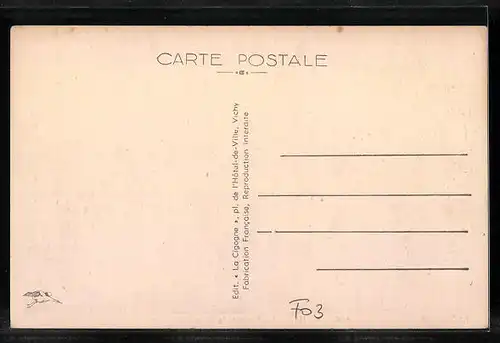 CARTE POSTALE
Edit. « La Cigogne », pl. de l'Hôtel-de-Ville, Vichy
Fabrication Française, Reproduction interdite
F03